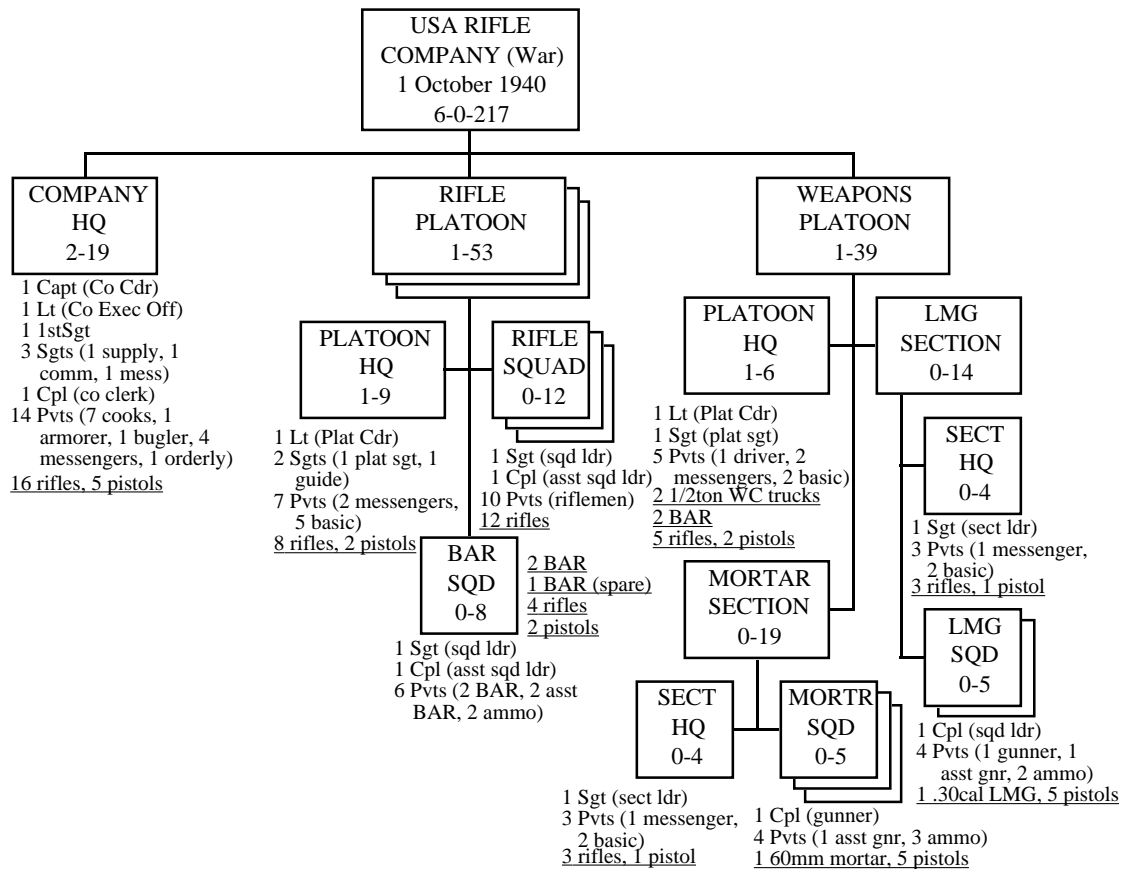 USA RIFLE
COMPANY (War)
1 October 1940
6-0-217
COMPANY
HQ
2-19
1 Capt (Co Cdr)
1 Lt (Co Exec Off)
1 1stSgt
3 Sgts (1 supply, 1
comm, 1 mess)
1 Cpl (co clerk)
14 Pvts (7 cooks, 1
armorer, 1 bugler, 4
messengers, 1 orderly)
16 rifles, 5 pistols
RIFLE
PLATOON
1-53
PLATOON
HQ
1-9
1 Lt (Plat Cdr)
2 Sgts (1 plat sgt, 1
guide)
7 Pvts (2 messengers,
5 basic)
8 rifles, 2 pistols
RIFLE
SQUAD
0-12
1 Sgt (sqd ldr)
1 Cpl (asst sqd ldr)
10 Pvts (riflemen)
12 rifles
BAR
SQD
0-8
2 BAR
1 BAR (spare)
4 rifles
2 pistols
1 Sgt (sqd ldr)
1 Cpl (asst sqd ldr)
6 Pvts (2 BAR, 2 asst
BAR, 2 ammo)
WEAPONS
PLATOON
1-39
PLATOON
HQ
1-6
1 Lt (Plat Cdr)
1 Sgt (plat sgt)
5 Pvts (1 driver, 2
messengers, 2 basic)
2 1/2ton WC trucks
2 BAR
5 rifles, 2 pistols
LMG
SECTION
0-14
SECT
HQ
0-4
1 Sgt (sect ldr)
3 Pvts (1 messenger,
2 basic)
3 rifles, 1 pistol
LMG
SQD
0-5
1 Cpl (sqd ldr)
4 Pvts (1 gunner, 1
asst gnr, 2 ammo)
1 .30cal LMG, 5 pistols
MORTAR
SECTION
0-19
SECT
HQ
0-4
1 Sgt (sect ldr)
3 Pvts (1 messenger,
2 basic)
3 rifles, 1 pistol
MORTR
SQD
0-5
1 Cpl (gunner)
4 Pvts (1 asst gnr, 3 ammo)
1 60mm mortar, 5 pistols